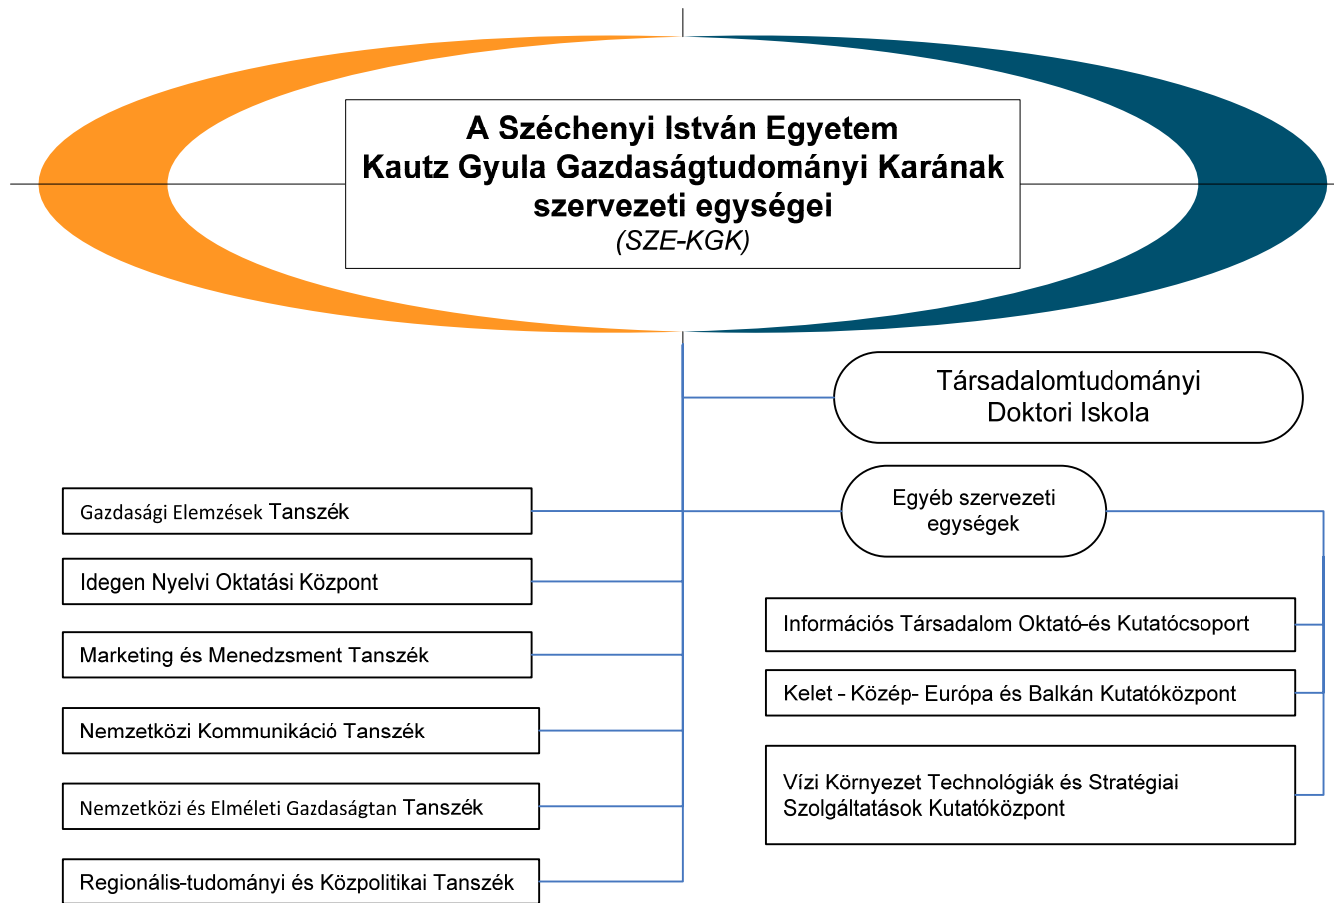 A Széchenyi István Egyetem
Kautz Gyula Gazdaságtudományi Karának
szervezeti egységei
(SZE-KGK)
Társadalomtudományi
Doktori Iskola
Gazdasági Elemzések Tanszék
Idegen Nyelvi Oktatási Központ
Marketing és Menedzsment Tanszék
Nemzetközi Kommunikáció Tanszék
Nemzetközi és Elméleti Gazdaságtan Tanszék
Regionális-tudományi és Közpolitikai Tanszék
Egyéb szervezeti
egységek
Információs Társadalom Oktató-és Kutatócsoport
Kelet - Közép- Európa és Balkán Kutatóközpont
Vízi Környezet Technológiák és Stratégiai
Szolgáltatások Kutatóközpont